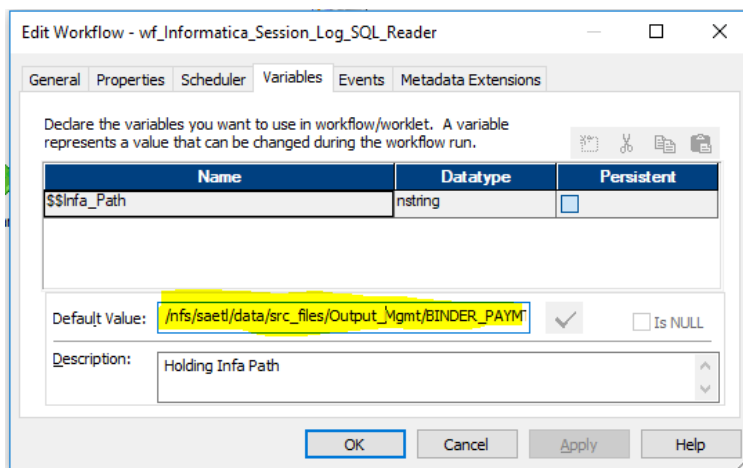 Edit Workflow - wf_Informatica_Session_Log_SQL_Reader
General Properties Scheduler Variables Events Metadata Extensions
Declare the variables you want to use in workflow/worklet. A variable
represents a value that can be changed during the workflow run.
Name Datatype Persistent
$$Infa_Path nstring
Default Value: /nfs/saetl/data/src_files/Output_Mgmt/BINDER_PAYMT Is NULL
Description: Holding Infa Path
OK Cancel Apply Help